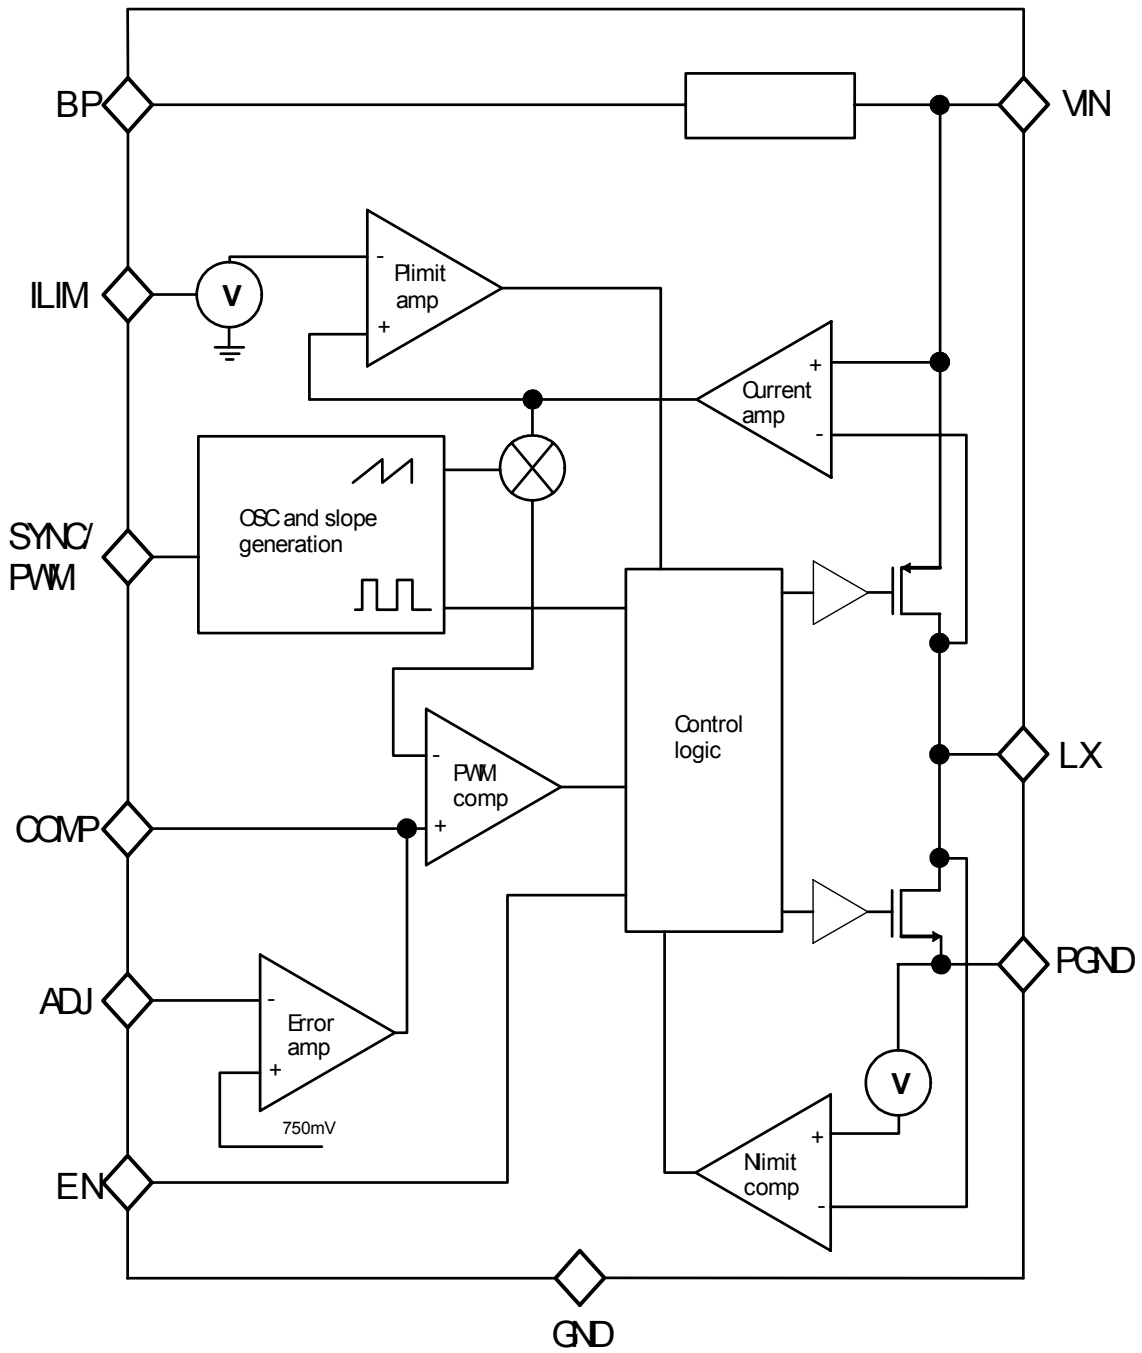 BP
VIN
-
Plimit
amp
+
ILIM
V
+
Current
amp
-
OSC and slope
generation
SYNC/
PWM
Control
logic
LX
-
PWM
comp
+
COMP
PGND
ADJ
-
Error
amp
+
V
750mV
+
Nlimit
comp
-
EN
GND